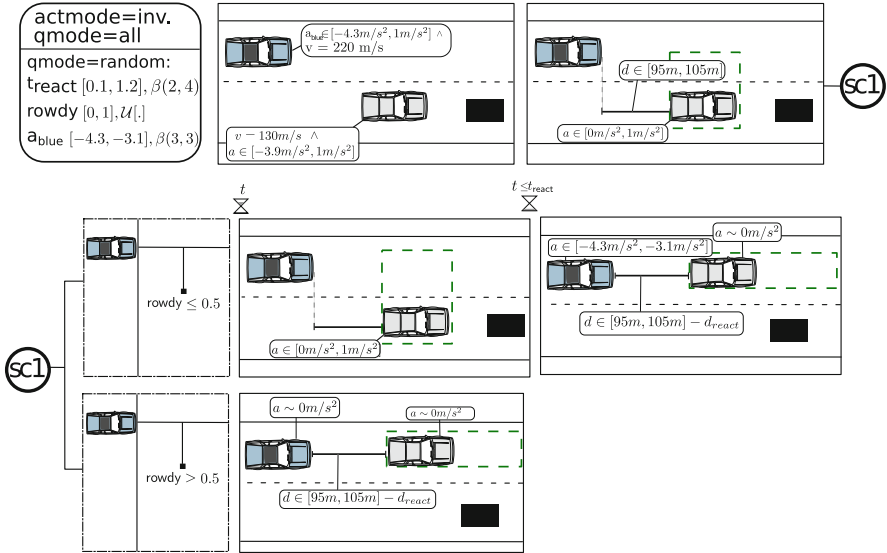 actmode=inv.
qmode=all
qmode=random:
t_react [0.1, 1.2], β(2, 4)
rowdy [0, 1], 𝒰[.]
a_blue [−4.3, −3.1], β(3, 3)
a_blue ∈ [−4.3m/s², 1m/s²] ∧
v = 220 m/s
v = 130m/s ∧
a ∈ [−3.9m/s², 1m/s²]
d ∈ [95m, 105m]
a ∈ [0m/s², 1m/s²]
sc1
t
t ≤ t_react
sc1
rowdy ≤ 0.5
a ∈ [0m/s², 1m/s²
a ∈ [−4.3m/s², −3.1m/s²]
a ∼ 0m/s²
d ∈ [95m, 105m] − d_react
rowdy > 0.5
a ∼ 0m/s²
a ∼ 0m/s²
d ∈ [95m, 105m] − d_react